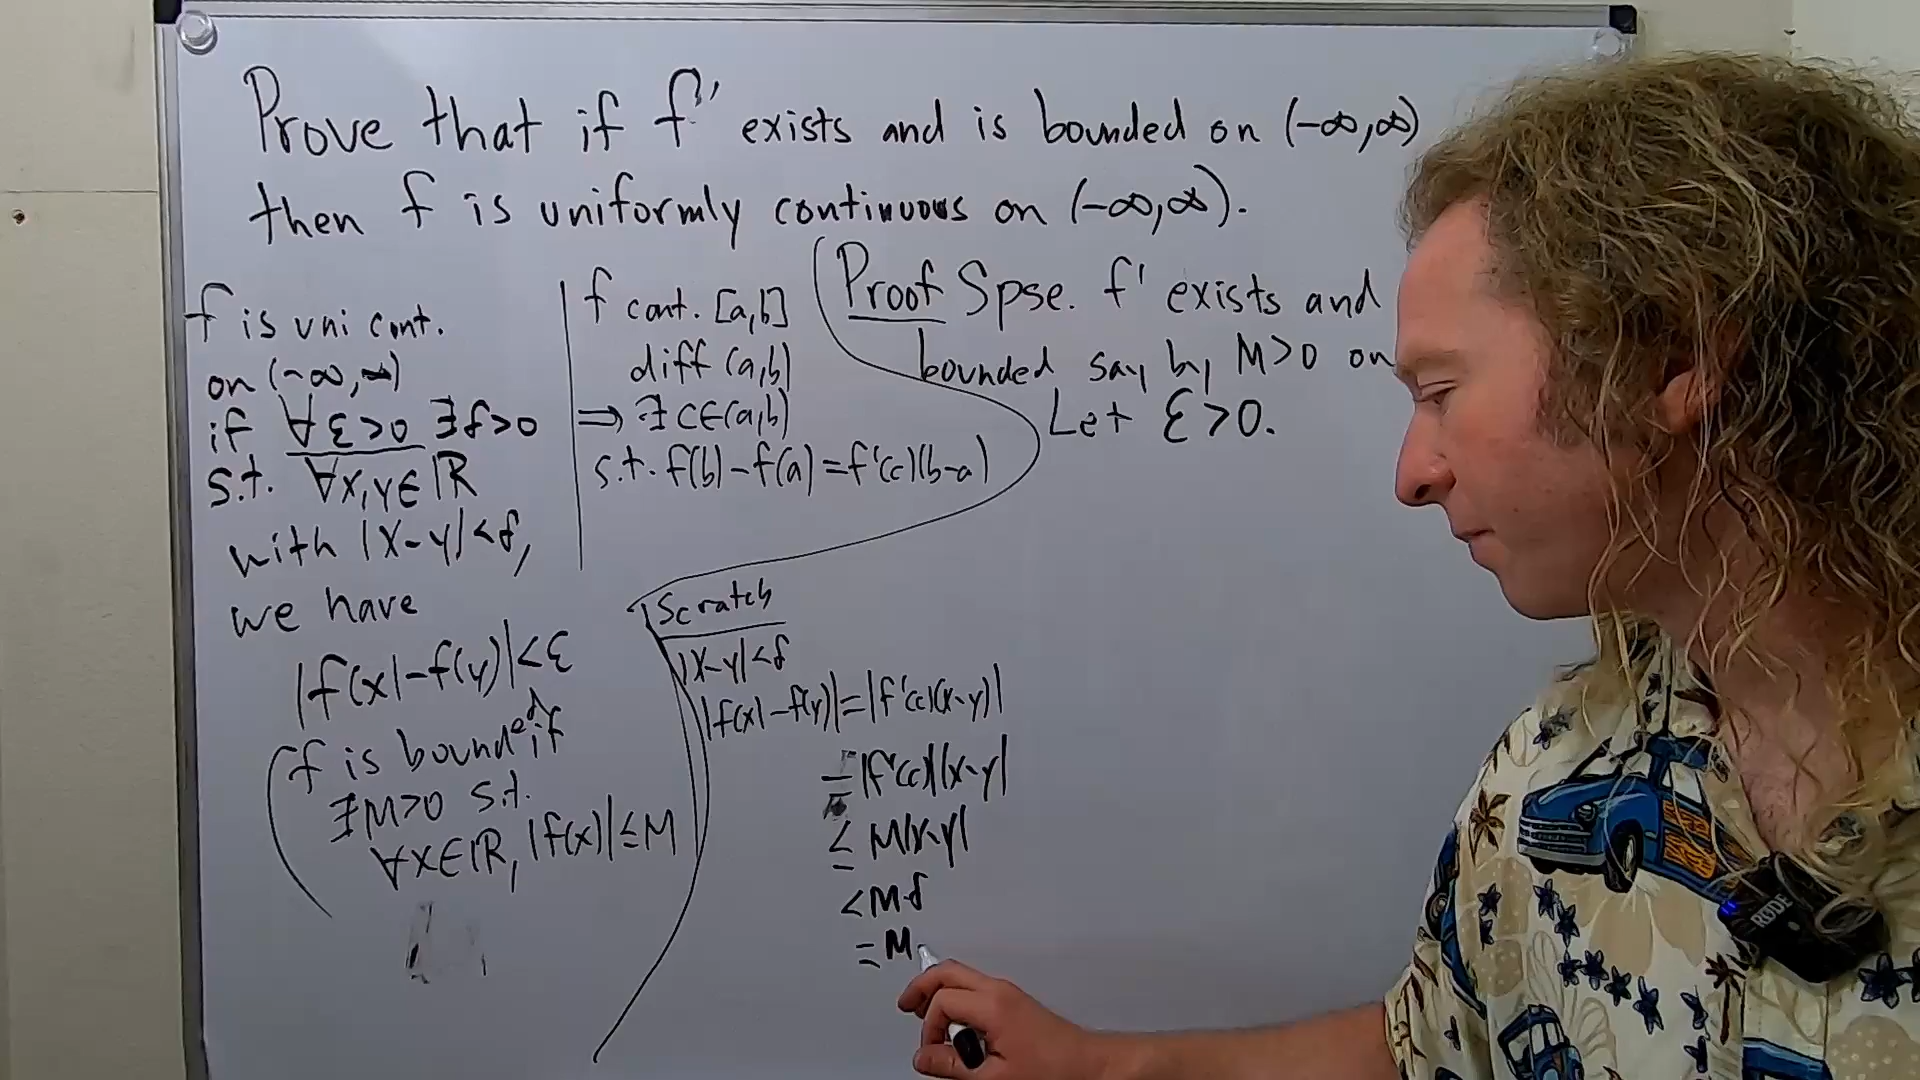 Prove that if f' exists and is bounded on (-∞,∞)
then f is uniformly continuous on (-∞,∞).
f is uni cont.
on (-∞,∞)
if ∀ε>0 ∃δ>0
s.t. ∀x,y∈ℝ
with |x-y|<δ,
we have
|f(x)-f(y)|<ε
f is bounded if
∃M>0 s.t.
∀x∈ℝ, |f(x)|≤M
f cont. [a,b]
diff (a,b)
⇒ ∃c∈(a,b)
s.t. f(b)-f(a)=f'(c)(b-a)
Proof Spse. f' exists and
bounded say by M>0 on
Let ε>0.
Scratch
|x-y|<δ
|f(x)-f(y)|=|f'(c)(x-y)|
=|f'(c)||x-y|
≤ M|x-y|
<M·δ
=M
RODE